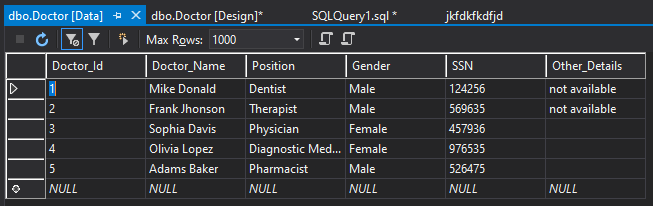 dbo.Doctor [Data] dbo.Doctor [Design]* SQLQuery1.sql * jkfdkfkdfjd
Max Rows: 1000
Doctor_Id Doctor_Name Position Gender SSN Other_Details
1 Mike Donald Dentist Male 124256 not available
2 Frank Jhonson Therapist Male 569635 not available
3 Sophia Davis Physician Female 457936
4 Olivia Lopez Diagnostic Med... Female 976535
5 Adams Baker Pharmacist Male 526475
NULL NULL NULL NULL NULL NULL